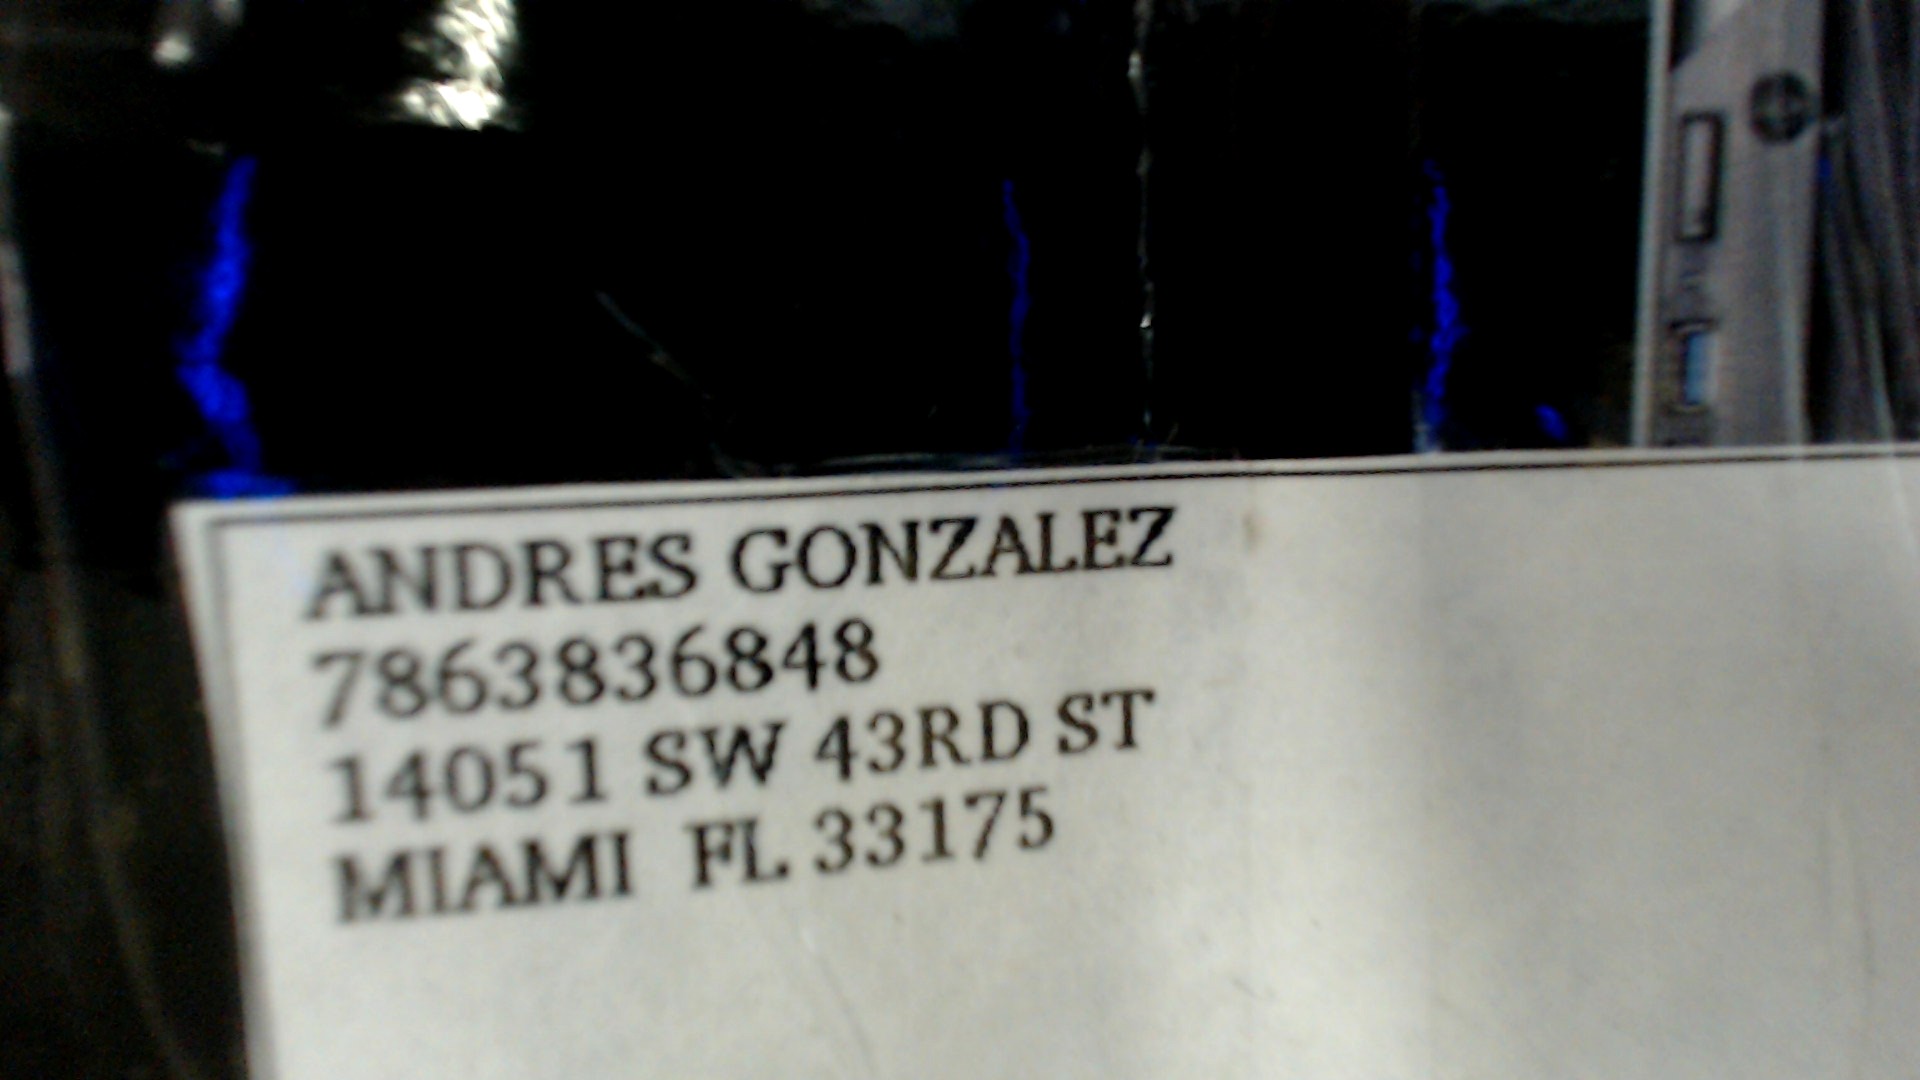 ANDRES GONZALEZ
7863836848
14051 SW 43RD ST
MIAMI FL 33175